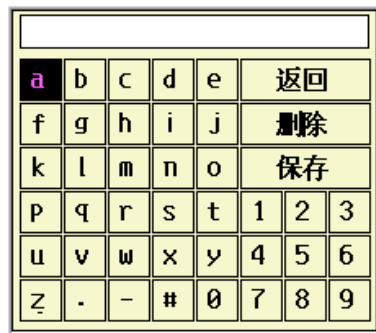 a b c d e 返回
f g h i j 删除
k l m n o 保存
p q r s t 1 2 3
u v w x y 4 5 6
z . - # 0 7 8 9